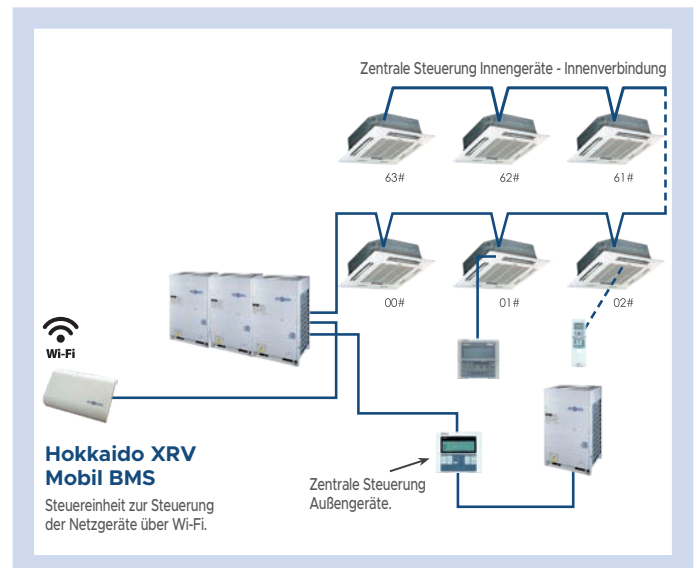 Zentrale Steuerung Innengeräte - Innenverbindung
63#
62#
61#
00#
01#
02#
Wi-Fi
Hokkaido XRV
Mobil BMS
Steuereinheit zur Steuerung
der Netzgeräte über Wi-Fi.
Zentrale Steuerung
Außengeräte.